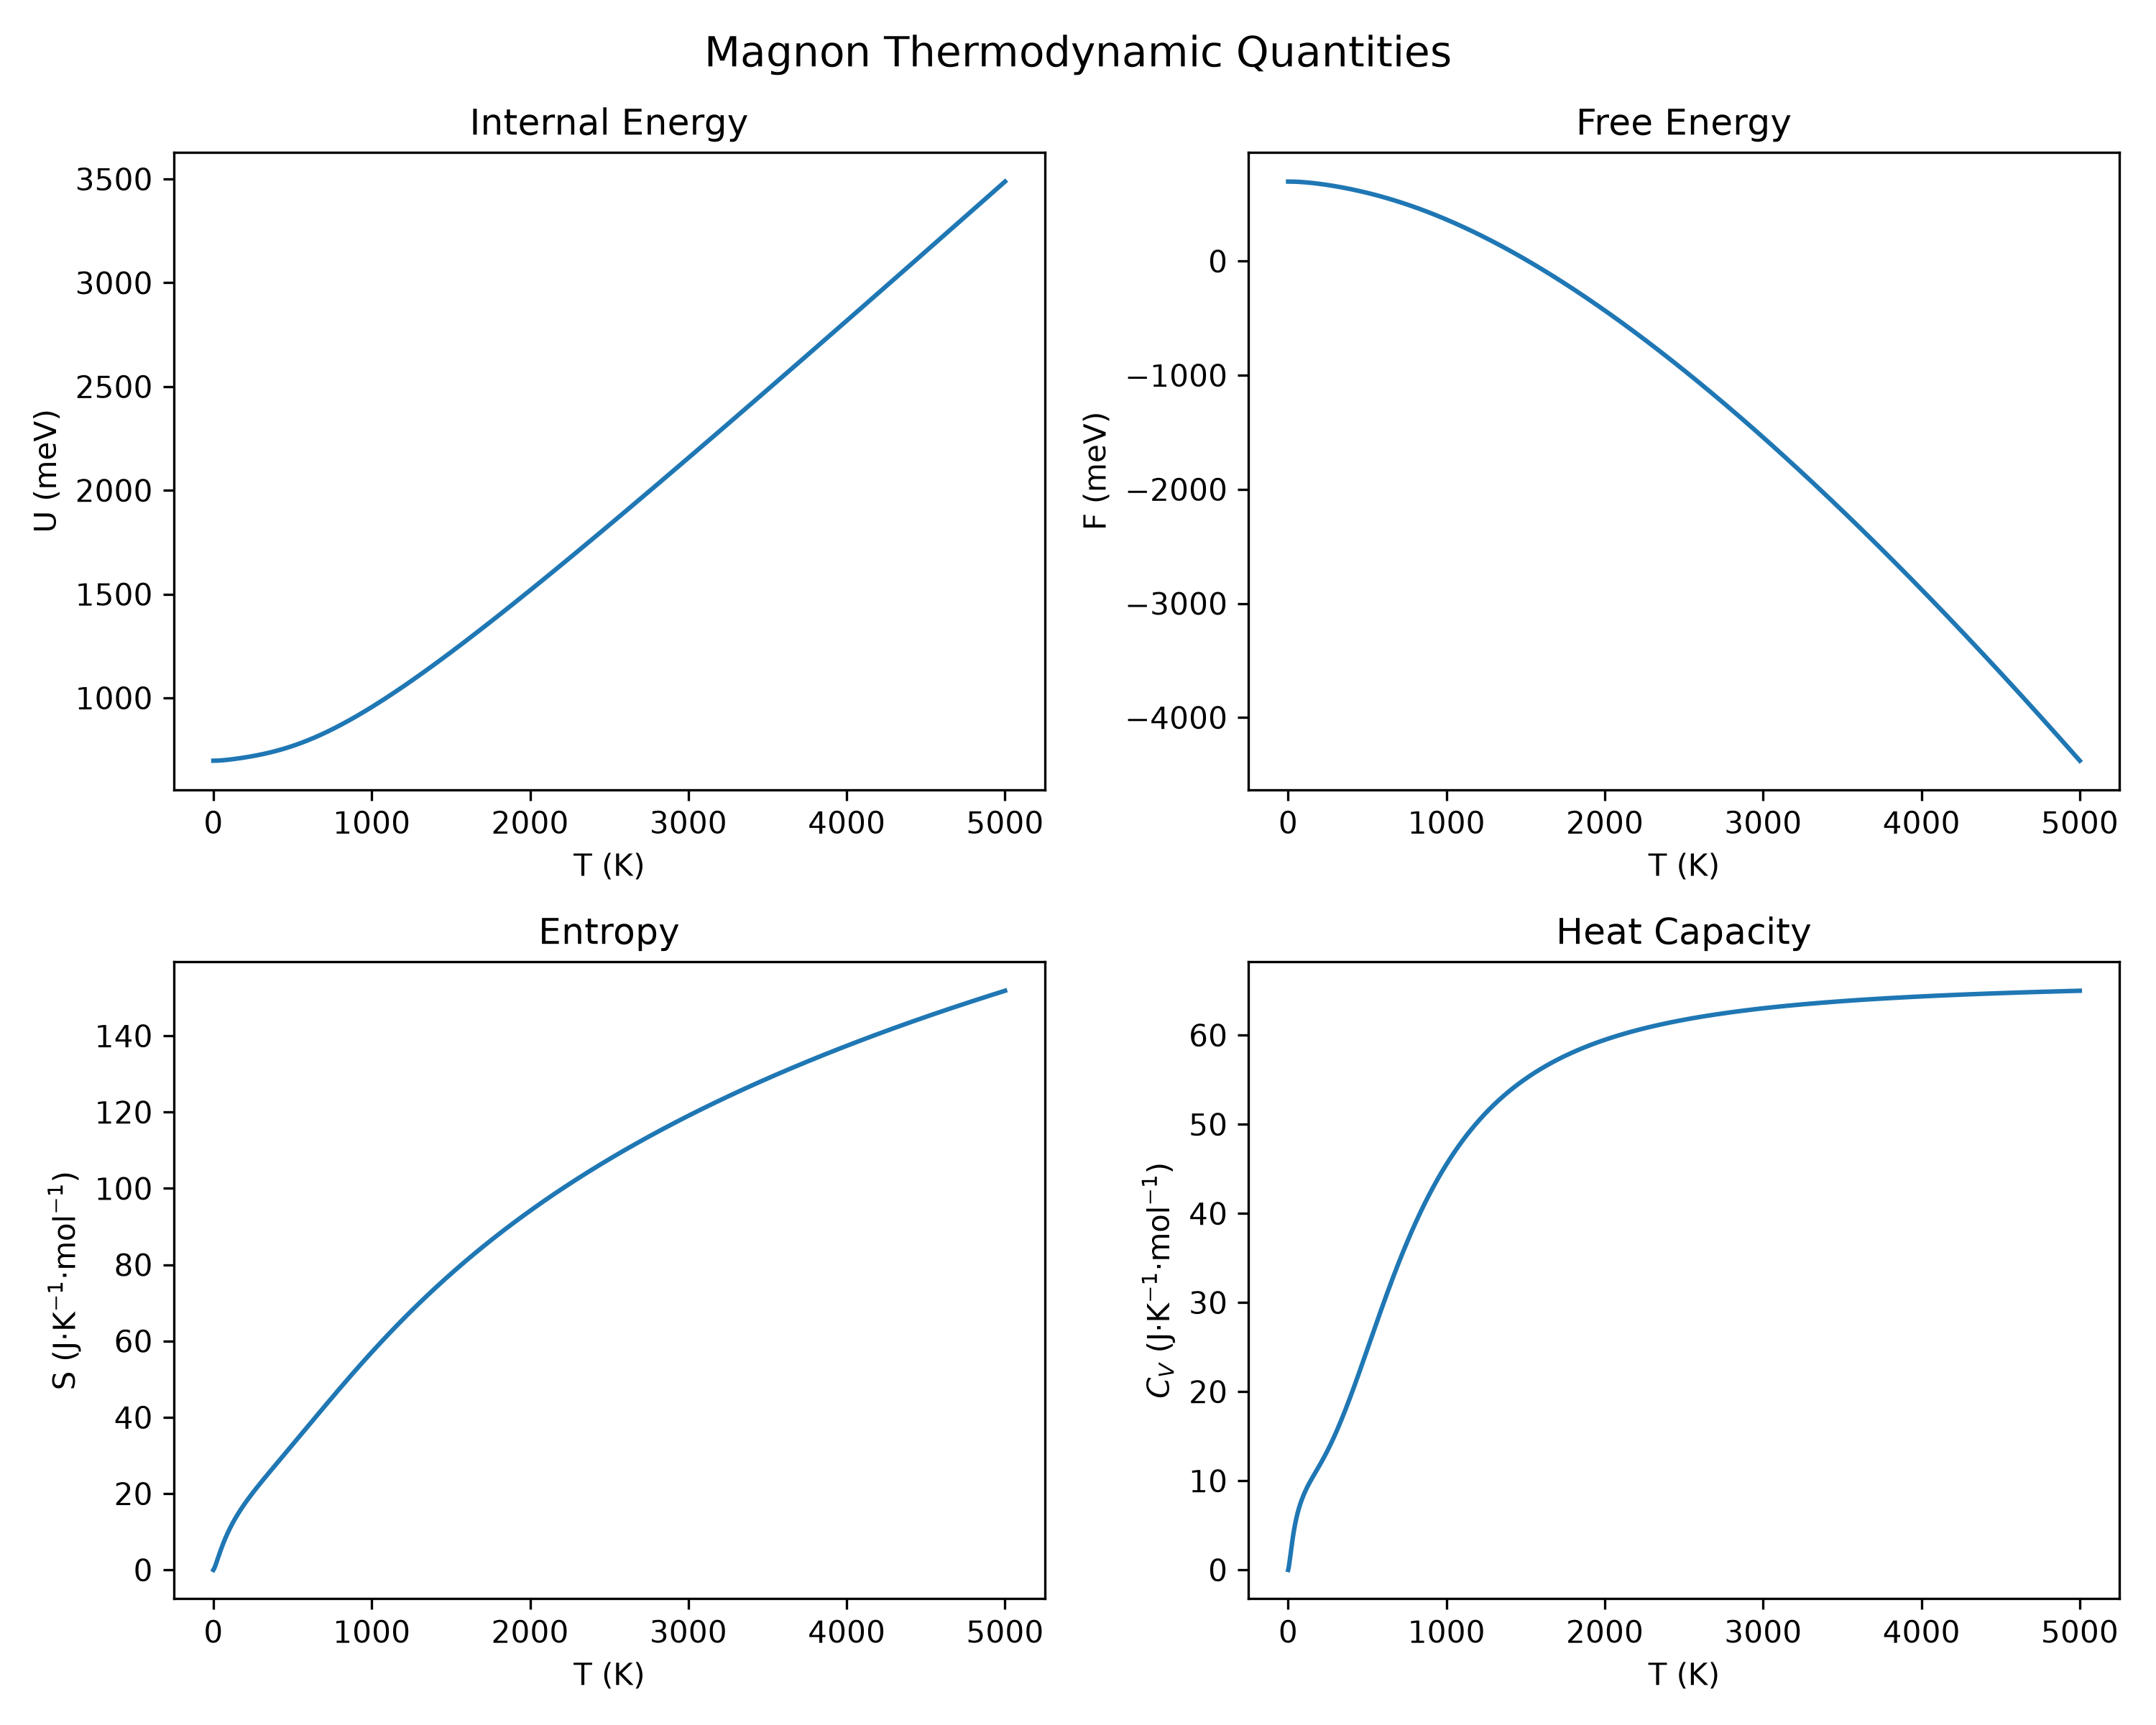 Magnon Thermodynamic Quantities
Internal Energy
U (meV)
3500
3000
2500
2000
1500
1000
0 1000 2000 3000 4000 5000
T (K)
Free Energy
F (meV)
0
−1000
−2000
−3000
−4000
0 1000 2000 3000 4000 5000
T (K)
Entropy
S (J·K⁻¹·mol⁻¹)
140
120
100
80
60
40
20
0
0 1000 2000 3000 4000 5000
T (K)
Heat Capacity
C_V (J·K⁻¹·mol⁻¹)
60
50
40
30
20
10
0
0 1000 2000 3000 4000 5000
T (K)